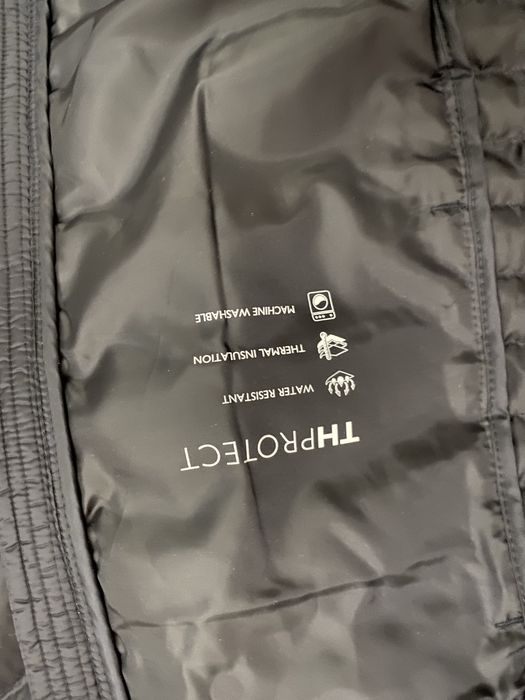 THPROTECT
WATER RESISTANT
THERMAL INSULATION
MACHINE WASHABLE